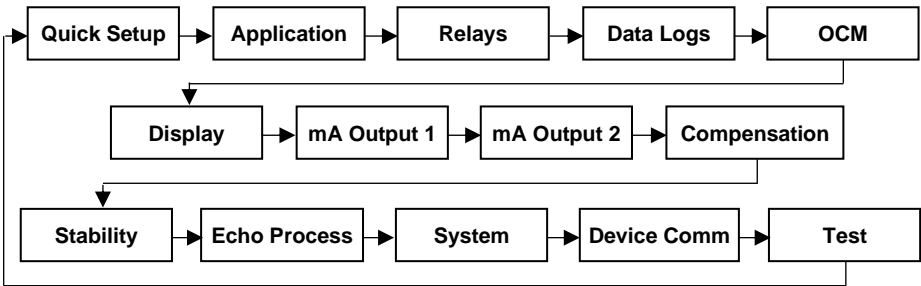 Quick Setup
Application
Relays
Data Logs
OCM
Display
mA Output 1
mA Output 2
Compensation
Stability
Echo Process
System
Device Comm
Test